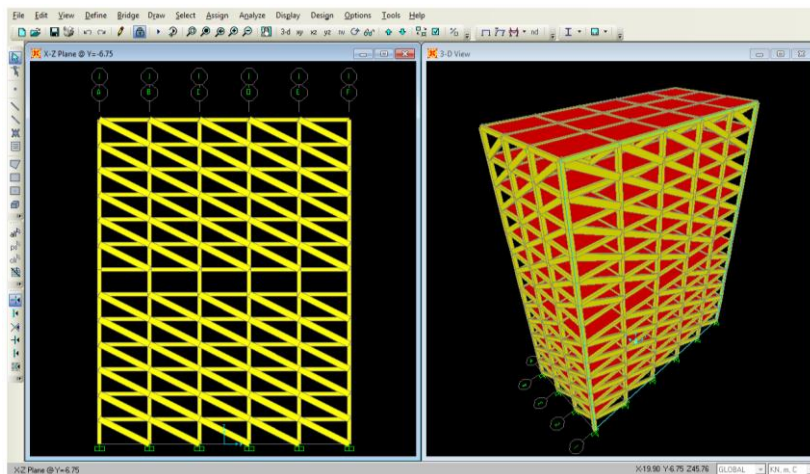 File Edit View Define Bridge Draw Select Assign Analyze Display Design Options Tools Help
3-d xy xz yz nv
nd
X-Z Plane @ Y=-6.75
3-D View
A B C D E F
X-Z Plane @ Y=-6.75
X-19.90 Y-6.75 Z45.76
GLOBAL
KN, m, C